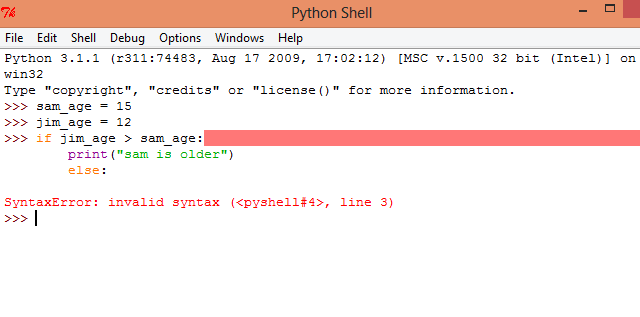 Python Shell
File Edit Shell Debug Options Windows Help
Python 3.1.1 (r311:74483, Aug 17 2009, 17:02:12) [MSC v.1500 32 bit (Intel)] on
win32
Type "copyright", "credits" or "license()" for more information.
>>> sam_age = 15
>>> jim_age = 12
>>> if jim_age > sam_age:
        print("sam is older")
        else:
SyntaxError: invalid syntax (<pyshell#4>, line 3)
>>>